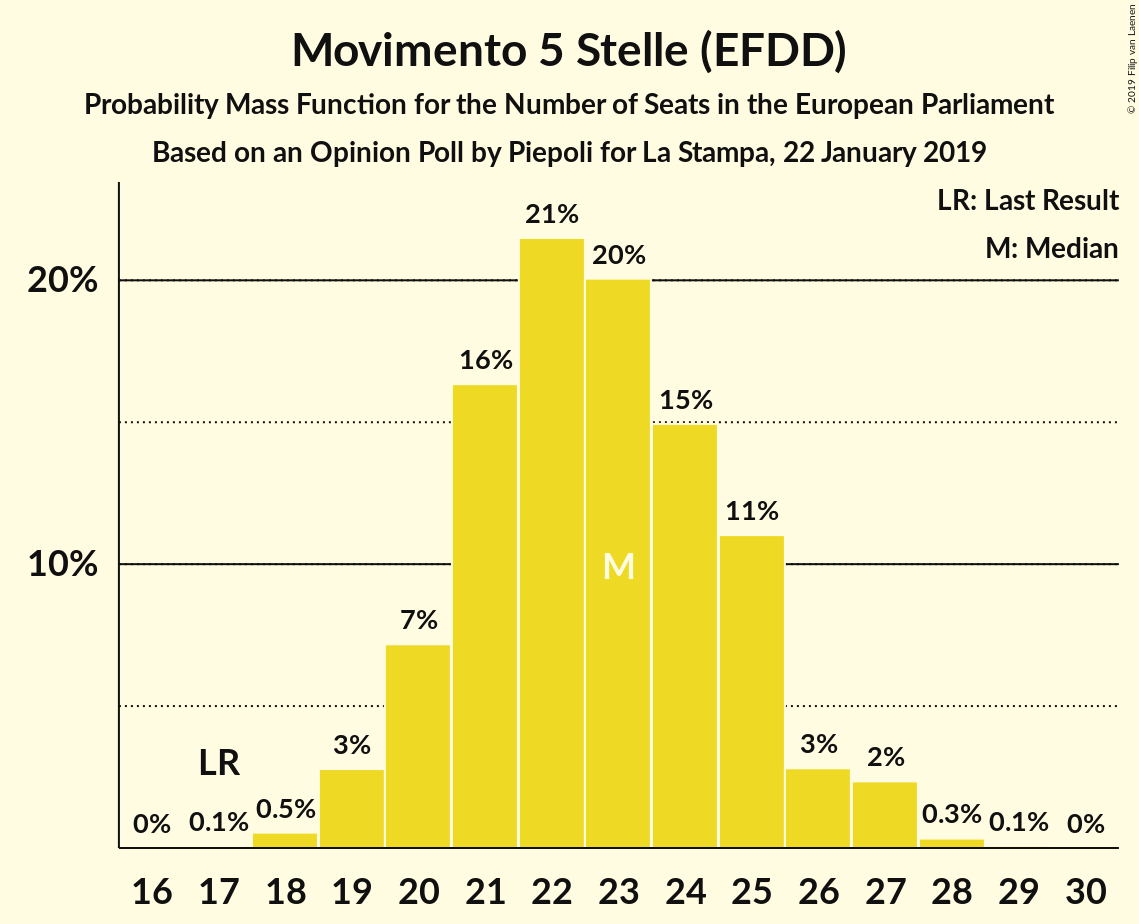 Movimento 5 Stelle (EFDD)
Probability Mass Function for the Number of Seats in the European Parliament
Based on an Opinion Poll by Piepoli for La Stampa, 22 January 2019
© 2019 Filip van Laenen
LR: Last Result
M: Median
20%
10%
0%
0.1%
LR
0.5%
3%
7%
16%
21%
20%
M
15%
11%
3%
2%
0.3%
0.1%
0%
16 17 18 19 20 21 22 23 24 25 26 27 28 29 30